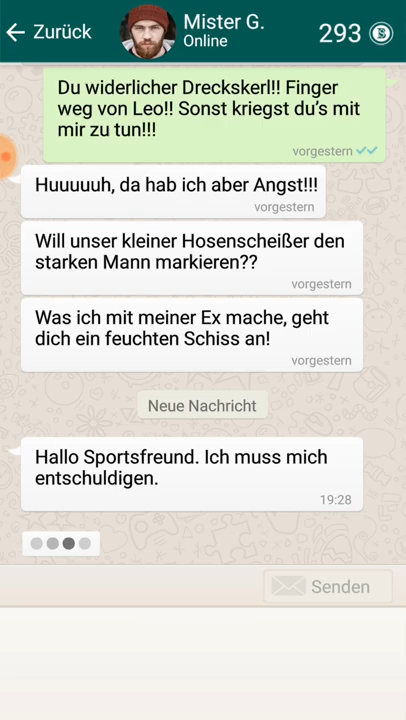 Zurück
Mister G.
Online
293
Du widerlicher Dreckskerl!! Finger
weg von Leo!! Sonst kriegst du's mit
mir zu tun!!!
vorgestern
Huuuuuh, da hab ich aber Angst!!!
vorgestern
Will unser kleiner Hosenscheißer den
starken Mann markieren??
vorgestern
Was ich mit meiner Ex mache, geht
dich ein feuchten Schiss an!
vorgestern
Neue Nachricht
Hallo Sportsfreund. Ich muss mich
entschuldigen.
19:28
Senden